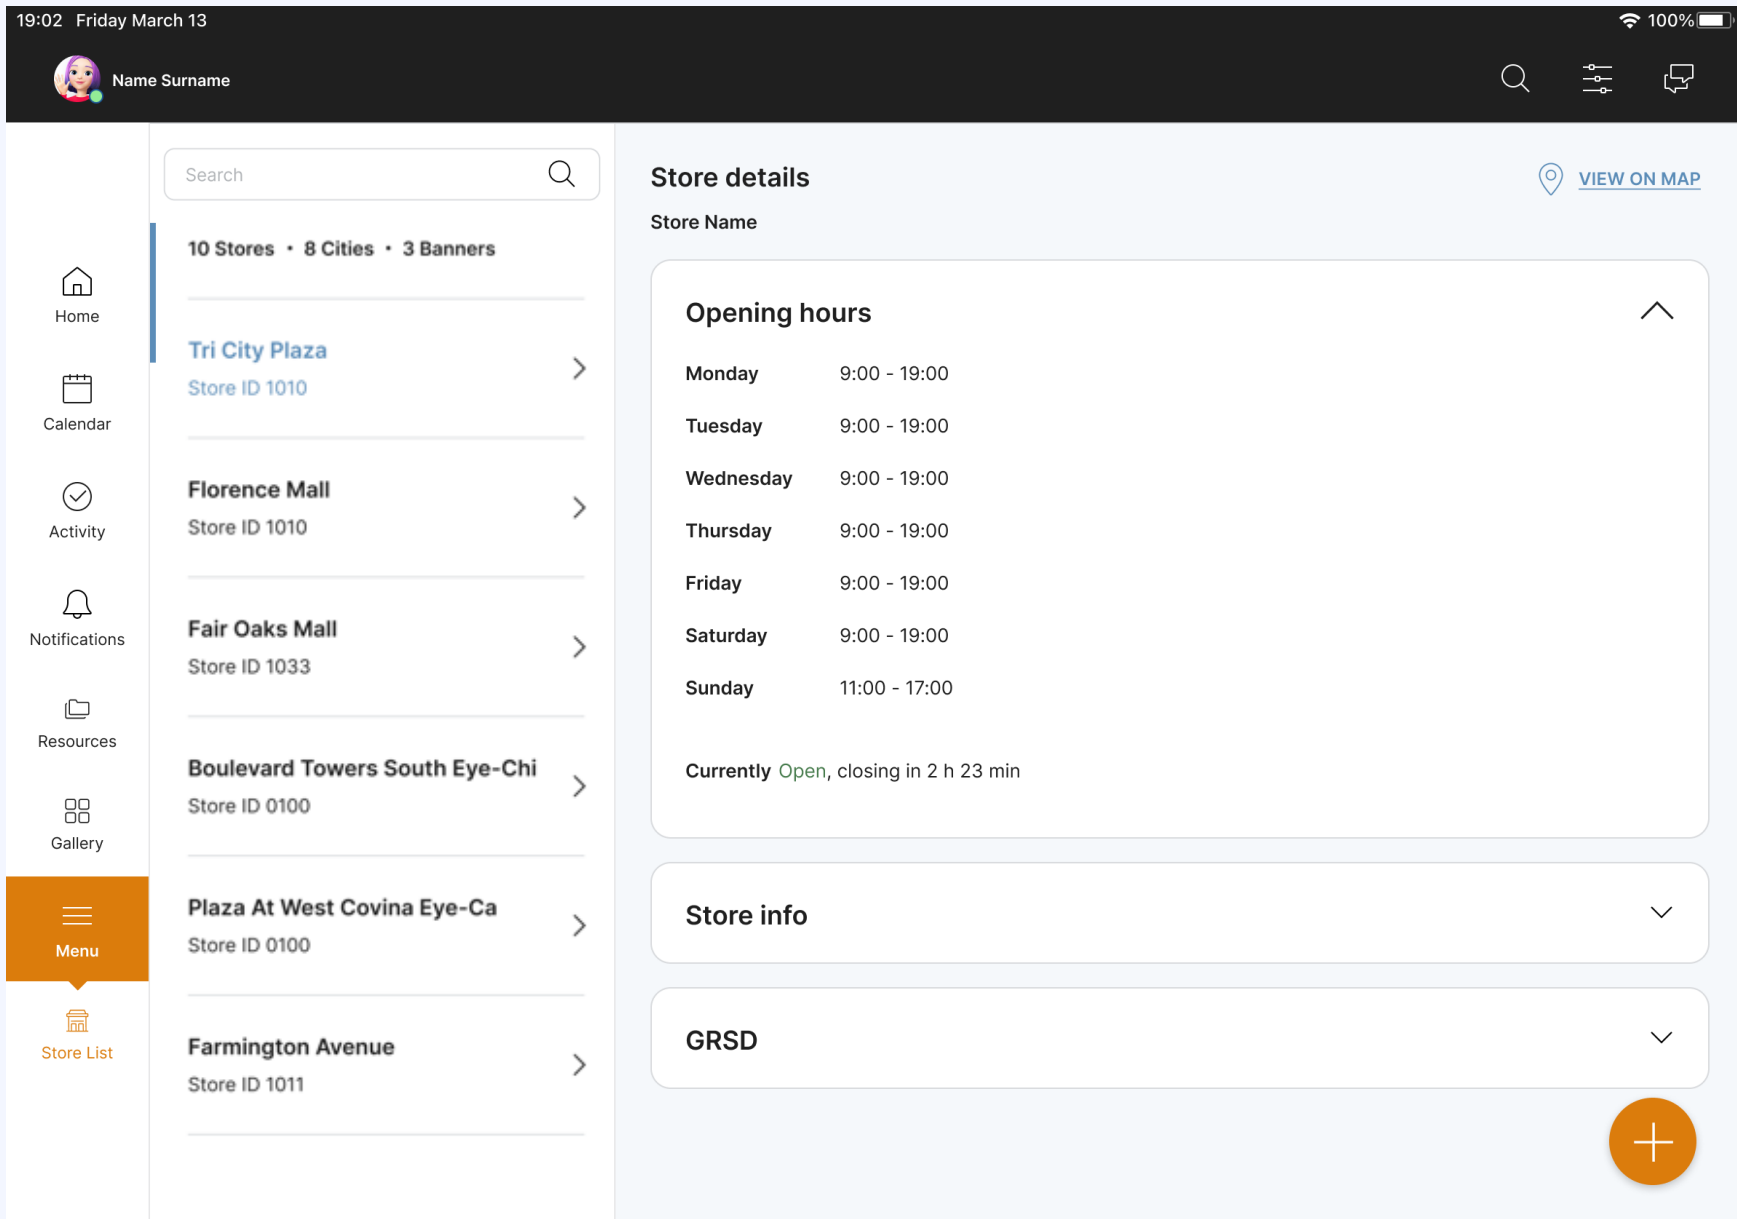 19:02 Friday March 13
100%
Name Surname
Home
Calendar
Activity
Notifications
Resources
Gallery
Menu
Store List
Search
10 Stores • 8 Cities • 3 Banners
Tri City Plaza
Store ID 1010
Florence Mall
Store ID 1010
Fair Oaks Mall
Store ID 1033
Boulevard Towers South Eye-Chi
Store ID 0100
Plaza At West Covina Eye-Ca
Store ID 0100
Farmington Avenue
Store ID 1011
Store details
VIEW ON MAP
Store Name
Opening hours
Monday 9:00 - 19:00
Tuesday 9:00 - 19:00
Wednesday 9:00 - 19:00
Thursday 9:00 - 19:00
Friday 9:00 - 19:00
Saturday 9:00 - 19:00
Sunday 11:00 - 17:00
Currently Open, closing in 2 h 23 min
Store info
GRSD